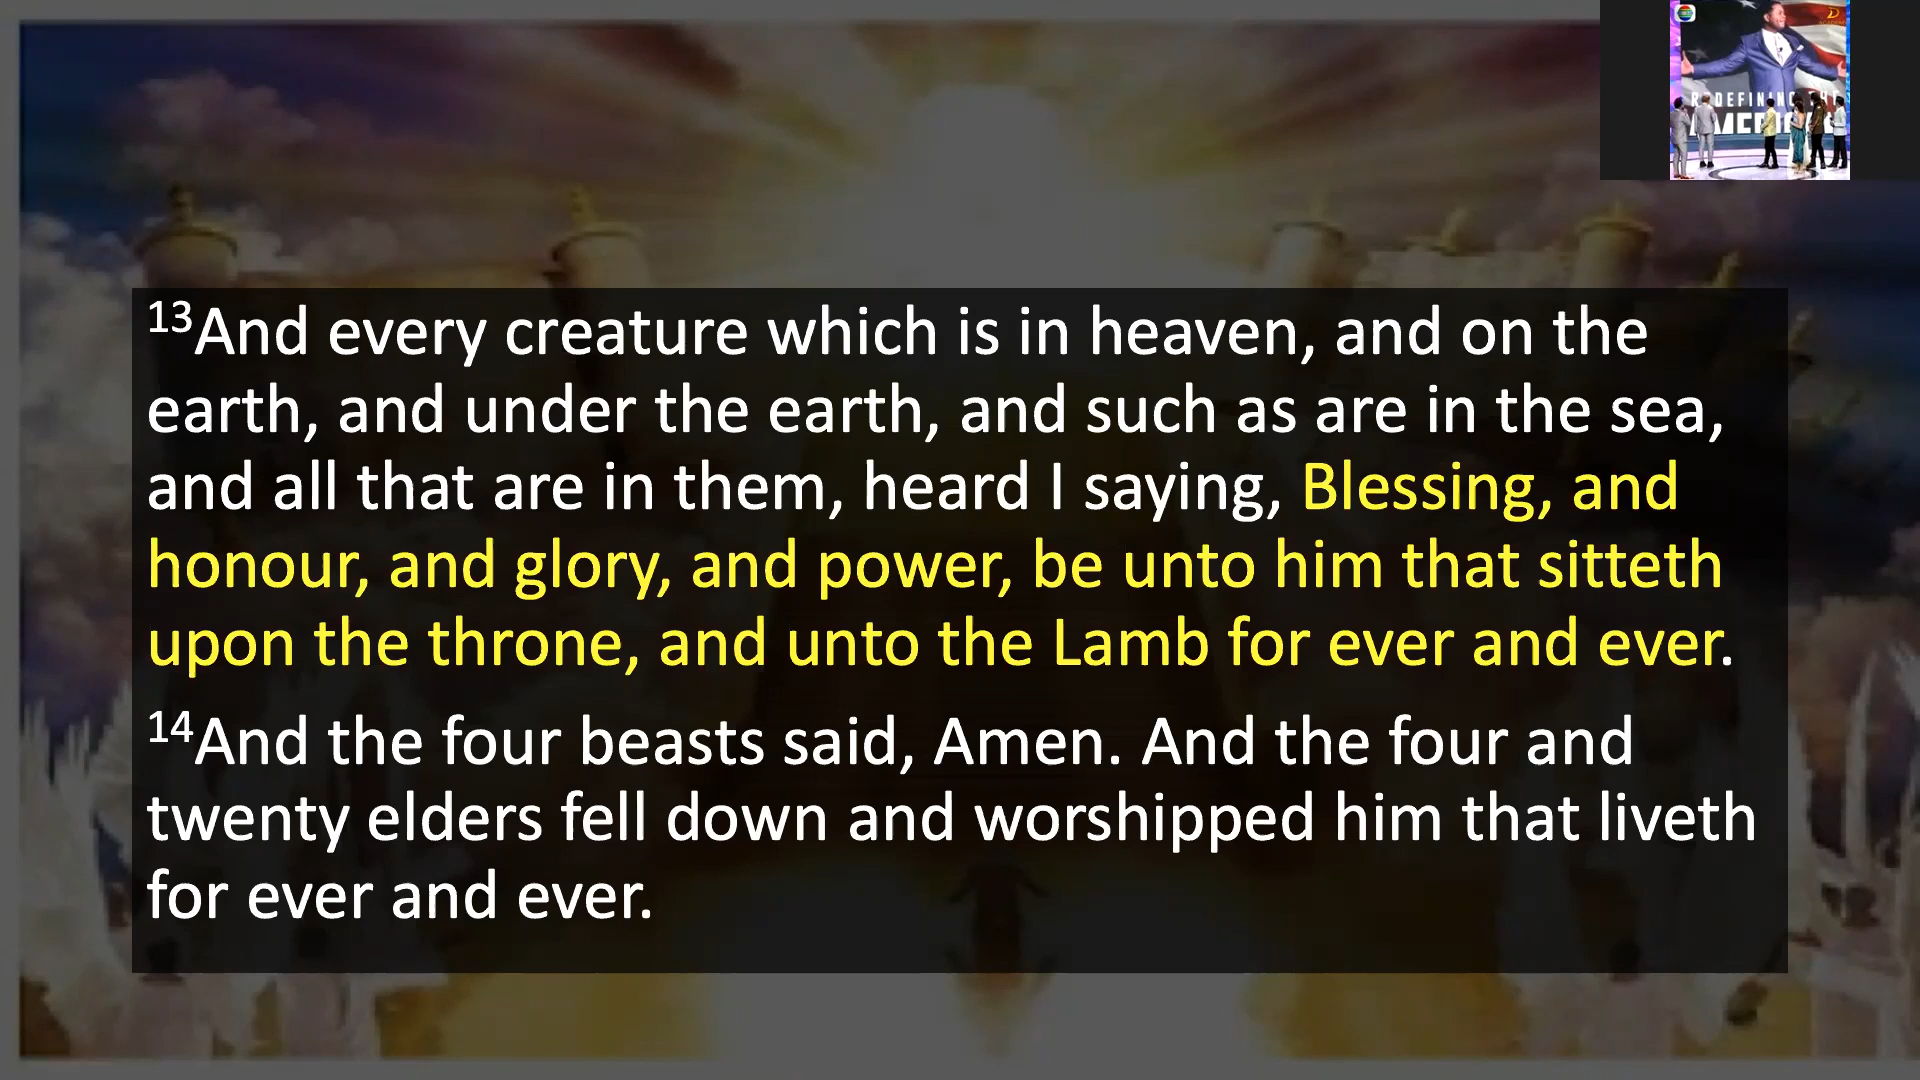 REDEFINING THE
¹³And every creature which is in heaven, and on the
earth, and under the earth, and such as are in the sea,
and all that are in them, heard I saying, Blessing, and
honour, and glory, and power, be unto him that sitteth
upon the throne, and unto the Lamb for ever and ever.
¹⁴And the four beasts said, Amen. And the four and
twenty elders fell down and worshipped him that liveth
for ever and ever.